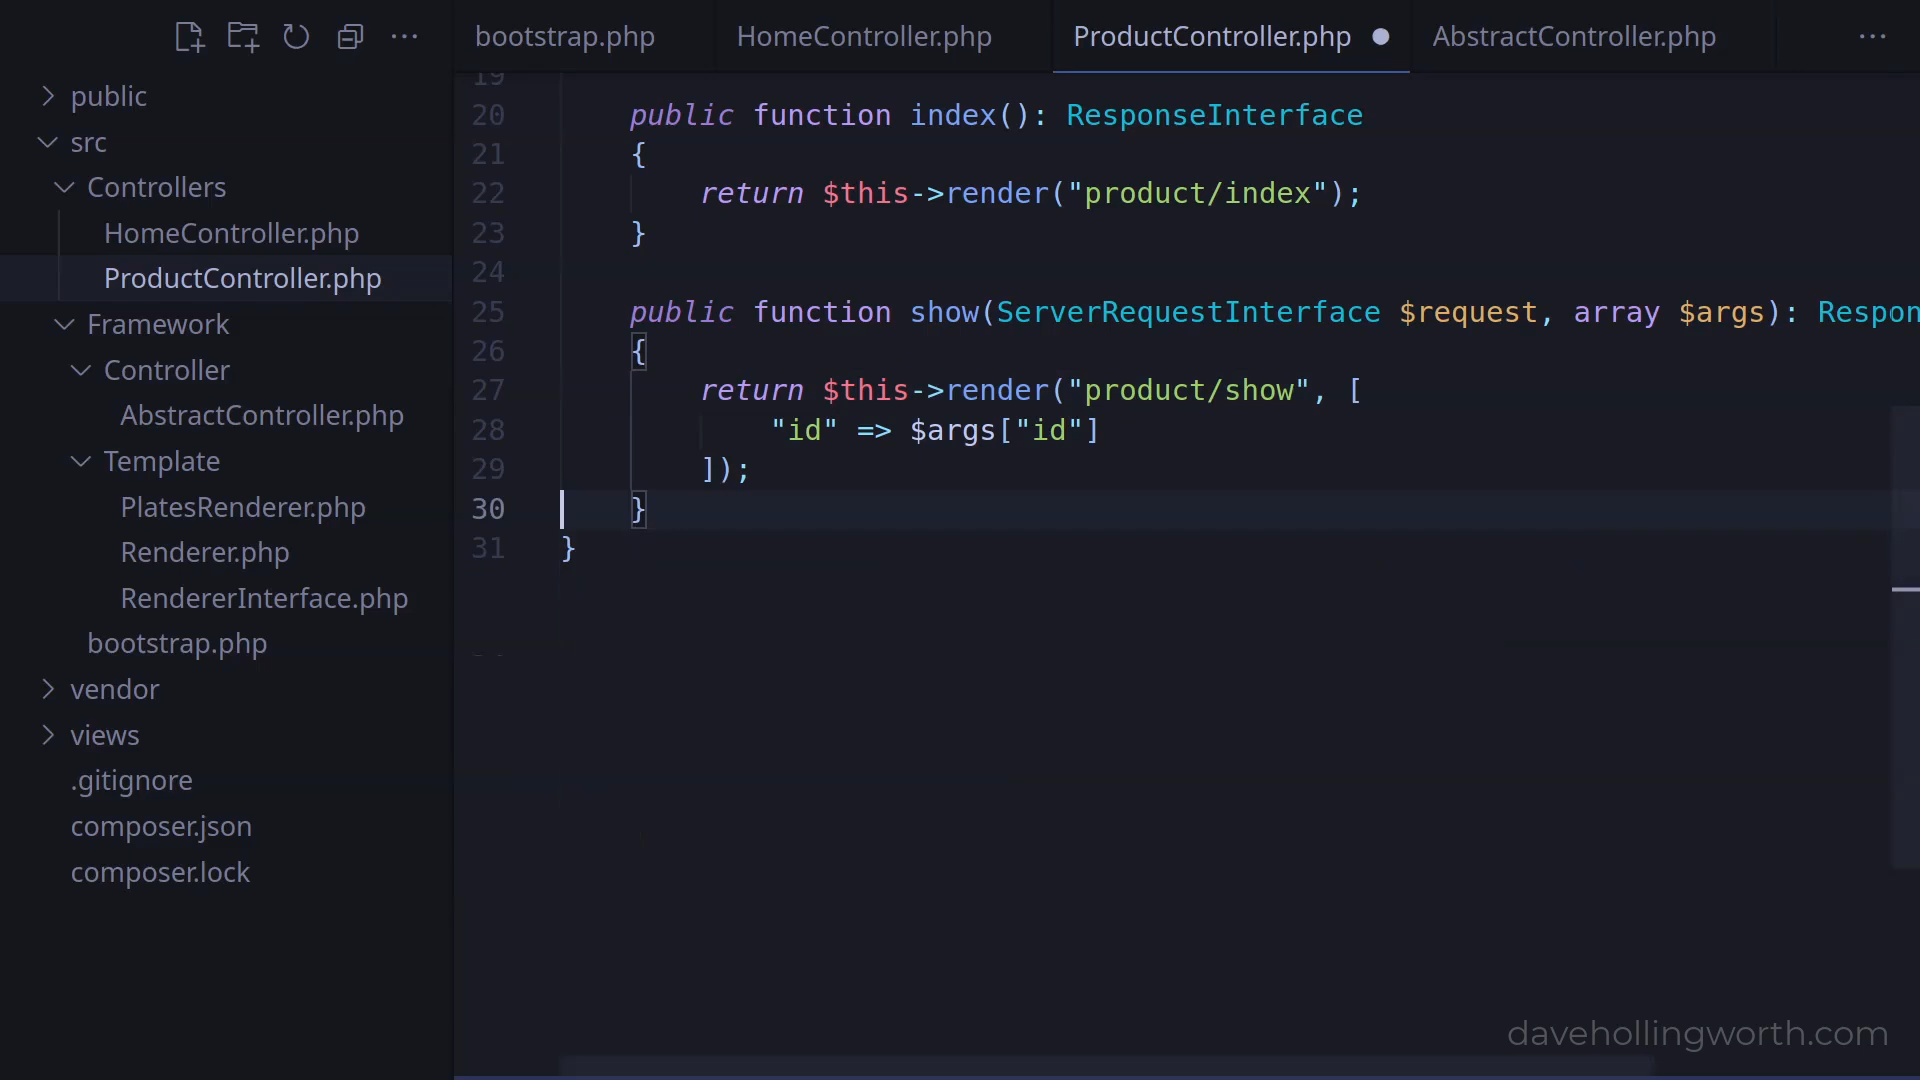 bootstrap.php HomeController.php ProductController.php AbstractController.php
public
src
Controllers
HomeController.php
ProductController.php
Framework
Controller
AbstractController.php
Template
PlatesRenderer.php
Renderer.php
RendererInterface.php
bootstrap.php
vendor
views
.gitignore
composer.json
composer.lock
19
20 public function index(): ResponseInterface
21 {
22 return $this->render("product/index");
23 }
24
25 public function show(ServerRequestInterface $request, array $args): Respon
26 {
27 return $this->render("product/show", [
28 "id" => $args["id"]
29 ]);
30 }
31 }
davehollingworth.com